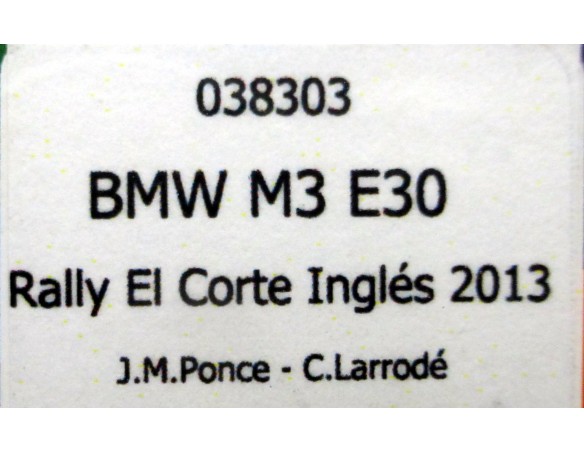 038303
BMW M3 E30
Rally El Corte Inglés 2013
J.M.Ponce - C.Larrodé